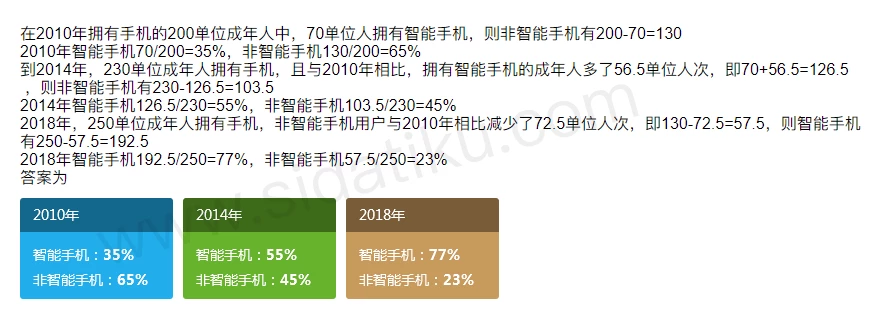 在2010年拥有手机的200单位成年人中，70单位人拥有智能手机，则非智能手机有200-70=130
2010年智能手机70/200=35%，非智能手机130/200=65%
到2014年，230单位成年人拥有手机，且与2010年相比，拥有智能手机的成年人多了56.5单位人次，即70+56.5=126.5
，则非智能手机有230-126.5=103.5
2014年智能手机126.5/230=55%，非智能手机103.5/230=45%
2018年，250单位成年人拥有手机，非智能手机用户与2010年相比减少了72.5单位人次，即130-72.5=57.5，则智能手机
有250-57.5=192.5
2018年智能手机192.5/250=77%，非智能手机57.5/250=23%
答案为
2010年
智能手机：35%
非智能手机：65%
2014年
智能手机：55%
非智能手机：45%
2018年
智能手机：77%
非智能手机：23%
www.sidatiku.com